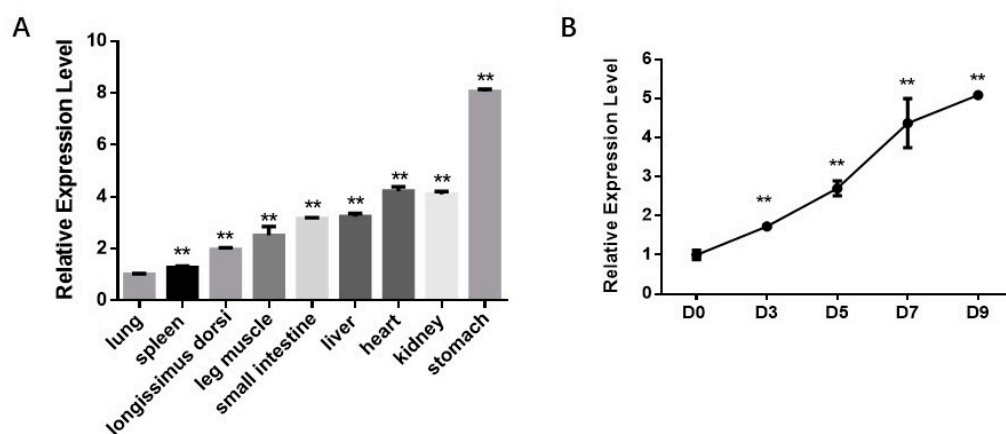 A
Relative Expression Level
10
8
6
4
2
0
**
**
**
**
**
**
**
**
lung
spleen
longissimus dorsi
leg muscle
small intestine
liver
heart
kidney
stomach
B
Relative Expression Level
6
5
4
3
2
1
0
**
**
**
**
D0
D3
D5
D7
D9